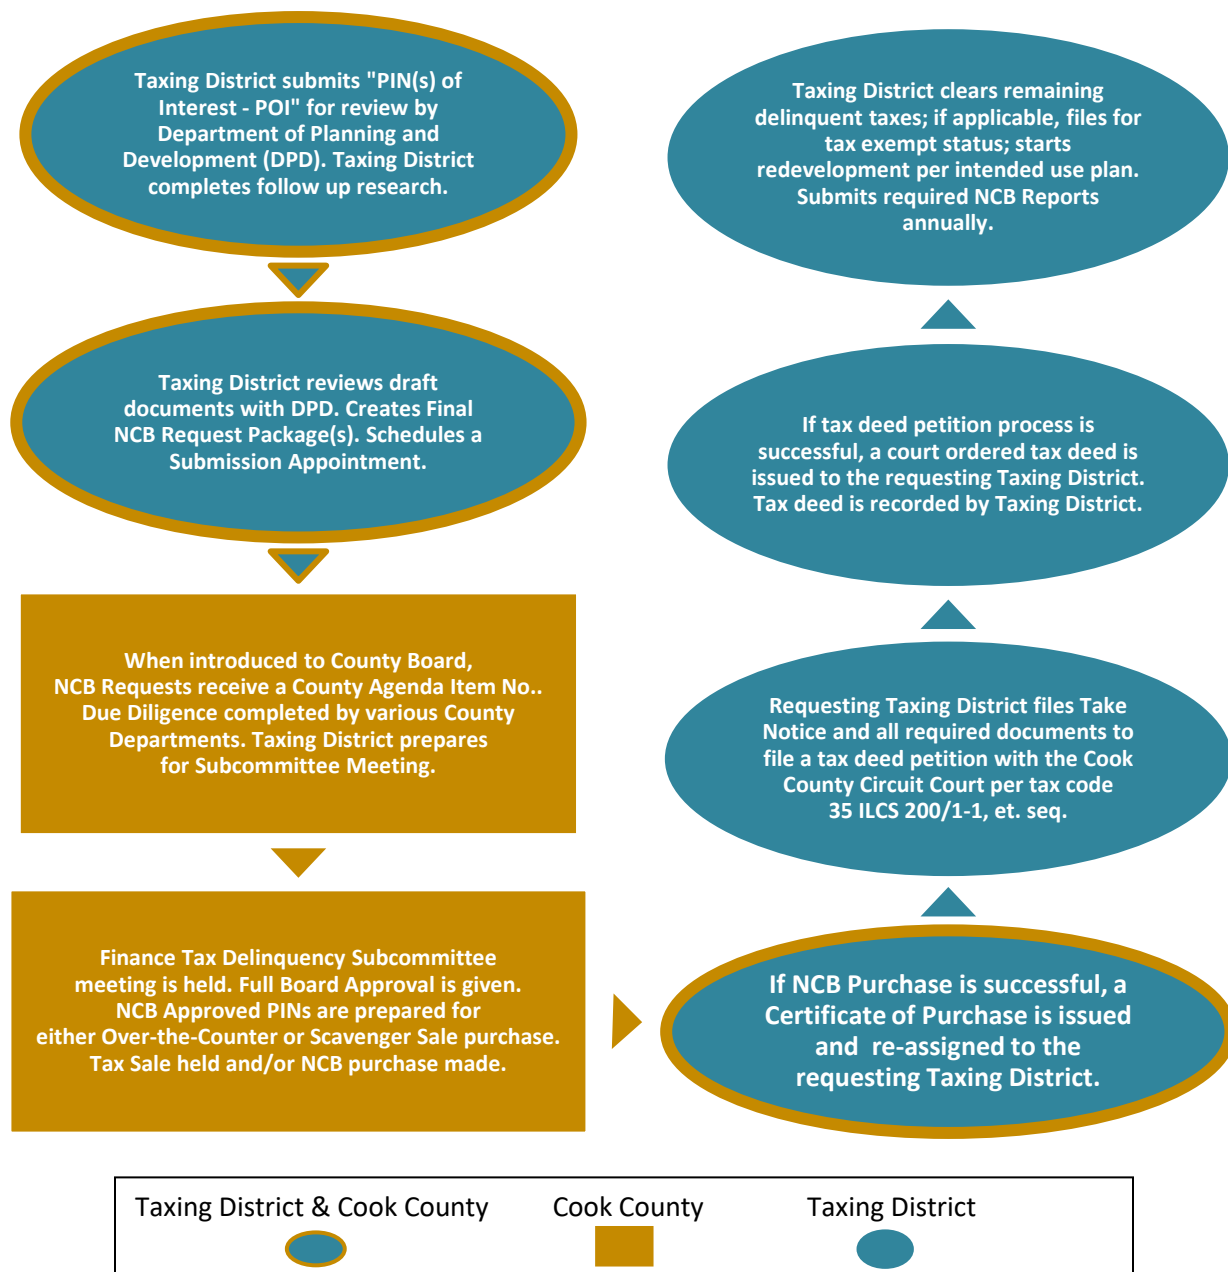 Taxing District submits "PIN(s) of
Interest - POI" for review by
Department of Planning and
Development (DPD). Taxing District
completes follow up research.
Taxing District reviews draft
documents with DPD. Creates Final
NCB Request Package(s). Schedules a
Submission Appointment.
When introduced to County Board,
NCB Requests receive a County Agenda Item No..
Due Diligence completed by various County
Departments. Taxing District prepares
for Subcommittee Meeting.
Finance Tax Delinquency Subcommittee
meeting is held. Full Board Approval is given.
NCB Approved PINs are prepared for
either Over-the-Counter or Scavenger Sale purchase.
Tax Sale held and/or NCB purchase made.
If NCB Purchase is successful, a
Certificate of Purchase is issued
and re-assigned to the
requesting Taxing District.
Requesting Taxing District files Take
Notice and all required documents to
file a tax deed petition with the Cook
County Circuit Court per tax code
35 ILCS 200/1-1, et. seq.
If tax deed petition process is
successful, a court ordered tax deed is
issued to the requesting Taxing District.
Tax deed is recorded by Taxing District.
Taxing District clears remaining
delinquent taxes; if applicable, files for
tax exempt status; starts
redevelopment per intended use plan.
Submits required NCB Reports
annually.
Taxing District & Cook County
Cook County
Taxing District